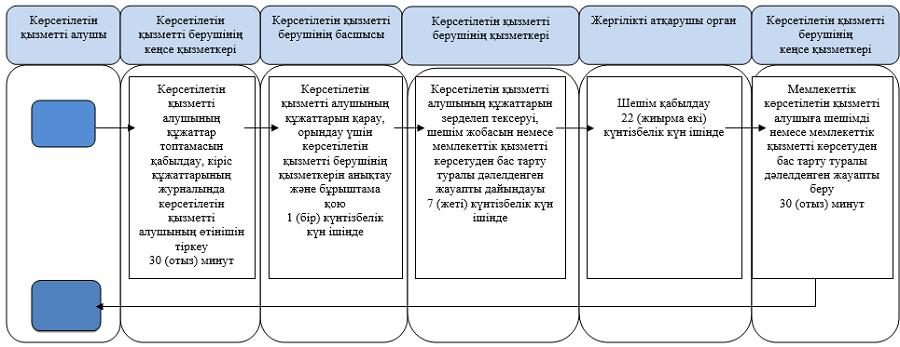 Көрсетілетін
қызметті алушы
Көрсетілетін
қызметті берушінің
кеңсе қызметкері
Көрсетілетін қызметті
берушінің басшысы
Көрсетілетін қызметті
берушінің қызметкері
Жергілікті атқарушы орган
Көрсетілетін қызметті
берушінің
кеңсе қызметкері
Көрсетілетін
қызметті
алушының
құжаттар
топтамасын
қабылдау, кіріс
құжаттарының
журналында
көрсетілетін
қызметті
алушының өтінішін
тіркеу
30 (отыз) минут
Көрсетілетін
қызметті алушының
құжаттарын қарау,
орындау үшін
көрсетілетін
қызметті берушінің
қызметкерін анықтау
және бұрыштама
қою
1 (бір) күнтізбелік
күн ішінде
Көрсетілетін қызметті
алушының құжаттарын
зерделеп тексеруі,
шешім жобасын немесе
мемлекеттік қызметті
көрсетуден бас тарту
туралы дәлелденген
жауапты дайындауы
7 (жеті) күнтізбелік күн
ішінде
Шешім қабылдау
22 (жиырма екі)
күнтізбелік күн ішінде
Мемлекеттік
көрсетілетін қызметті
алушыға шешімді
немесе мемлекеттік
қызметті көрсетуден
бас тарту туралы
дәлелденген жауапты
беру
30 (отыз) минут